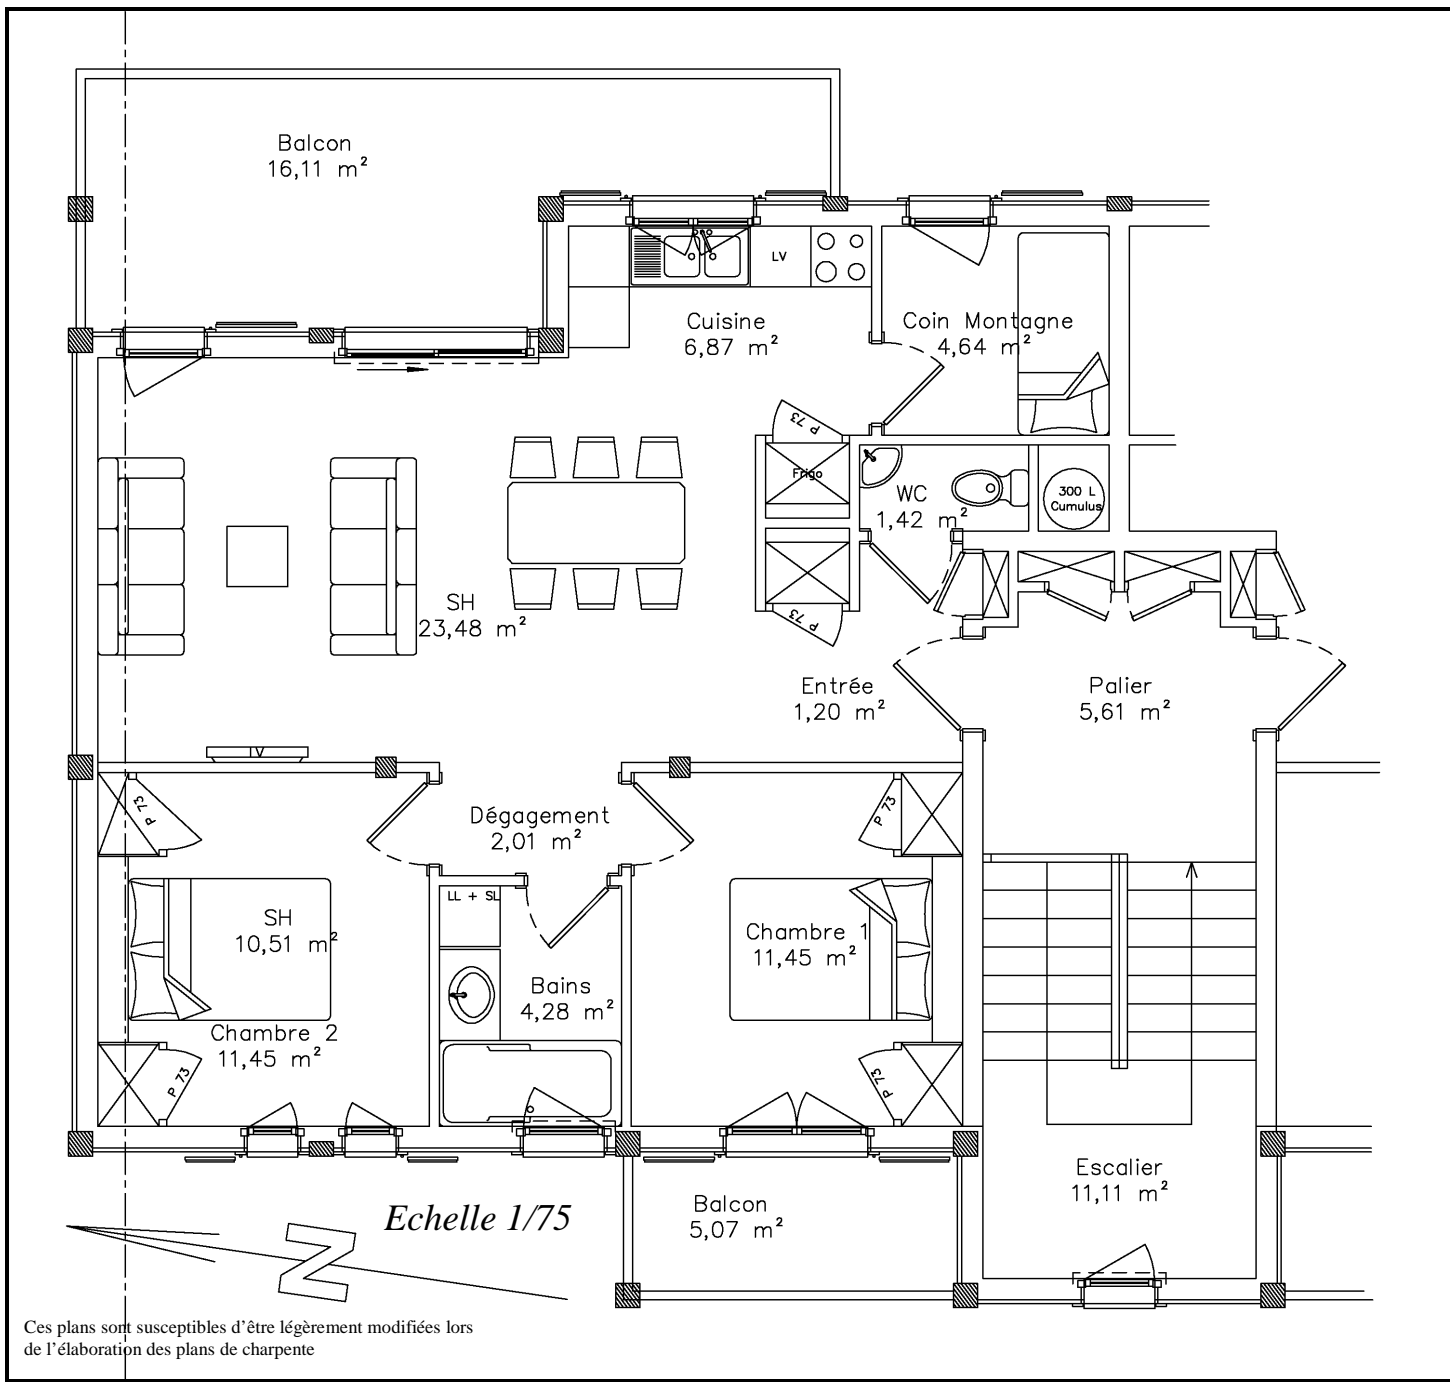 Balcon
16,11 m²
LV
Cuisine
6,87 m²
Coin Montagne
4,64 m²
P 73
Frigo
WC
1,42 m²
300 L
Cumulus
SH
23,48 m²
P 73
Entrée
1,20 m²
Palier
5,61 m²
TV
P 73
Dégagement
2,01 m²
P 73
LL + SL
SH
10,51 m²
Chambre 1
11,45 m²
Bains
4,28 m²
Chambre 2
11,45 m²
P 73
P 73
Escalier
11,11 m²
Balcon
5,07 m²
Echelle 1/75
N
Ces plans sont susceptibles d'être légèrement modifiées lors
de l'élaboration des plans de charpente